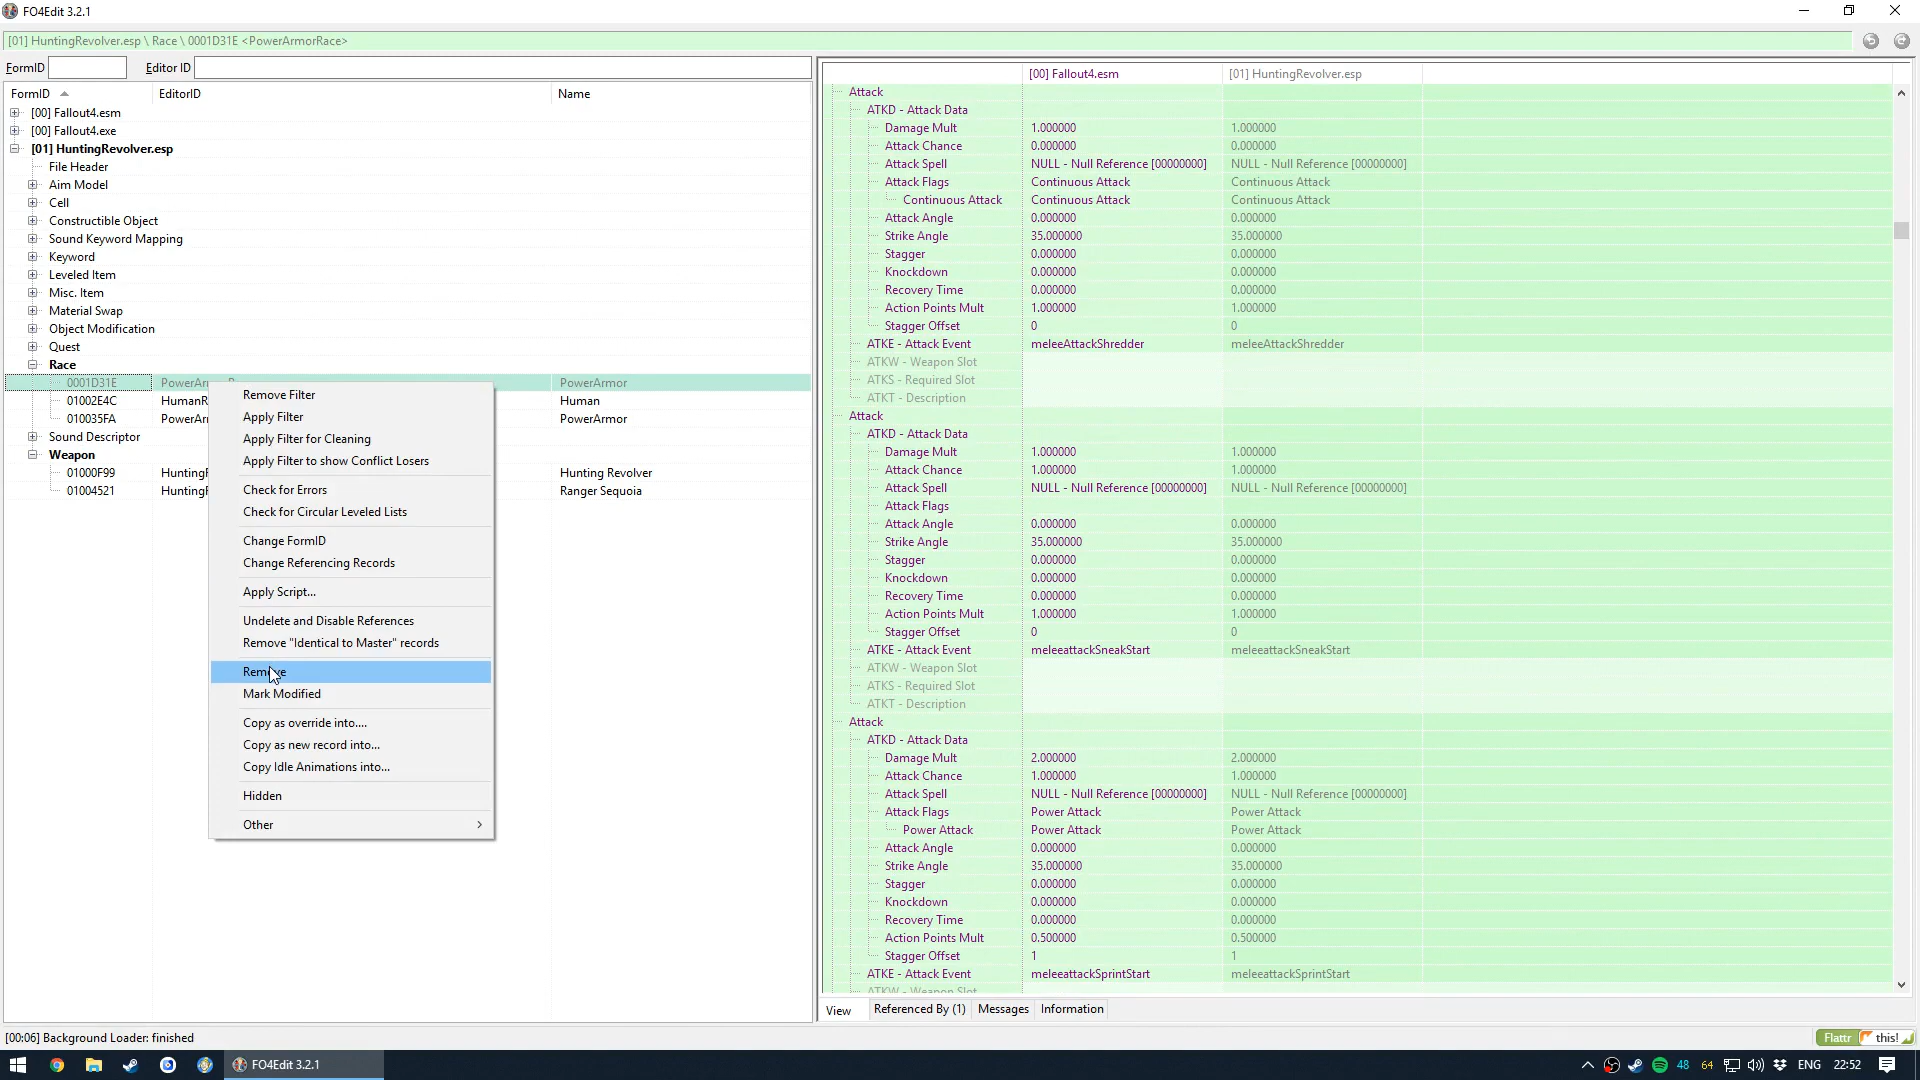 FO4Edit 3.2.1
[01] HuntingRevolver.esp \ Race \ 0001D31E <PowerArmorRace>
FormID Editor ID
FormID EditorID Name
[00] Fallout4.esm
[00] Fallout4.exe
[01] HuntingRevolver.esp
File Header
Aim Model
Cell
Constructible Object
Sound Keyword Mapping
Keyword
Leveled Item
Misc. Item
Material Swap
Object Modification
Quest
Race
0001D31E PowerArmor
01002E4C Human
010035FA PowerArmor
Sound Descriptor
Weapon
01000F99 Hunting Revolver
01004521 Ranger Sequoia
Remove Filter
Apply Filter
Apply Filter for Cleaning
Apply Filter to show Conflict Losers
Check for Errors
Check for Circular Leveled Lists
Change FormID
Change Referencing Records
Apply Script...
Undelete and Disable References
Remove "Identical to Master" records
Remove
Mark Modified
Copy as override into....
Copy as new record into...
Copy Idle Animations into...
Hidden
Other
[00] Fallout4.esm [01] HuntingRevolver.esp
Attack
ATKD - Attack Data
Damage Mult 1.000000 1.000000
Attack Chance 0.000000 0.000000
Attack Spell NULL - Null Reference [00000000] NULL - Null Reference [00000000]
Attack Flags Continuous Attack Continuous Attack
Continuous Attack Continuous Attack Continuous Attack
Attack Angle 0.000000 0.000000
Strike Angle 35.000000 35.000000
Stagger 0.000000 0.000000
Knockdown 0.000000 0.000000
Recovery Time 0.000000 0.000000
Action Points Mult 1.000000 1.000000
Stagger Offset 0 0
ATKE - Attack Event meleeAttackShredder meleeAttackShredder
ATKW - Weapon Slot
ATKS - Required Slot
ATKT - Description
Attack
ATKD - Attack Data
Damage Mult 1.000000 1.000000
Attack Chance 1.000000 1.000000
Attack Spell NULL - Null Reference [00000000] NULL - Null Reference [00000000]
Attack Flags
Attack Angle 0.000000 0.000000
Strike Angle 35.000000 35.000000
Stagger 0.000000 0.000000
Knockdown 0.000000 0.000000
Recovery Time 0.000000 0.000000
Action Points Mult 1.000000 1.000000
Stagger Offset 0 0
ATKE - Attack Event meleeattackSneakStart meleeattackSneakStart
ATKW - Weapon Slot
ATKS - Required Slot
ATKT - Description
Attack
ATKD - Attack Data
Damage Mult 2.000000 2.000000
Attack Chance 1.000000 1.000000
Attack Spell NULL - Null Reference [00000000] NULL - Null Reference [00000000]
Attack Flags Power Attack Power Attack
Power Attack Power Attack Power Attack
Attack Angle 0.000000 0.000000
Strike Angle 35.000000 35.000000
Stagger 0.000000 0.000000
Knockdown 0.000000 0.000000
Recovery Time 0.000000 0.000000
Action Points Mult 0.500000 0.500000
Stagger Offset 1 1
ATKE - Attack Event meleeattackSprintStart meleeattackSprintStart
ATKW - Weapon Slot
View Referenced By (1) Messages Information
[00:06] Background Loader: finished
Flattr this!
FO4Edit 3.2.1 48 64 ENG 22:52